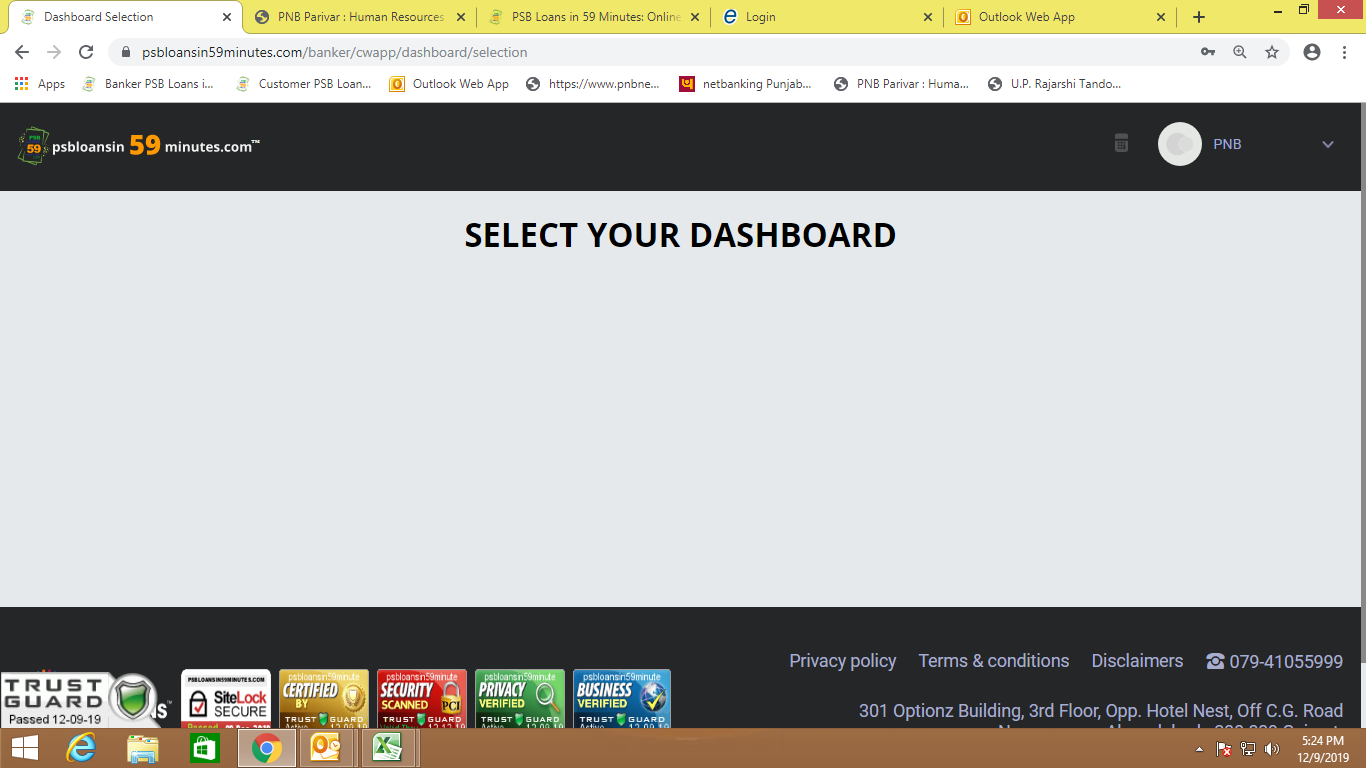 Dashboard Selection
PNB Parivar : Human Resources
PSB Loans in 59 Minutes: Online
Login
Outlook Web App
psbloansin59minutes.com/banker/cwapp/dashboard/selection
Apps
Banker PSB Loans i...
Customer PSB Loan...
Outlook Web App
https://www.pnbne...
netbanking Punjab...
PNB Parivar : Huma...
U.P. Rajarshi Tando...
PSB
59
psbloansin 59 minutes.com™
PNB
SELECT YOUR DASHBOARD
Privacy policy Terms & conditions Disclaimers 079-41055999
301 Optionz Building, 3rd Floor, Opp. Hotel Nest, Off C.G. Road
TRUST
GUARD
Passed 12-09-19
PSBLOANSIN59MINUTES.COM
SiteLock
SECURE
psbloansin59minute
CERTIFIED
BY
TRUST GUARD
psbloansin59minute
SECURITY
SCANNED PCI
TRUST GUARD
psbloansin59minute
PRIVACY
VERIFIED
TRUST GUARD
psbloansin59minute
BUSINESS
VERIFIED
TRUST GUARD
5:24 PM
12/9/2019